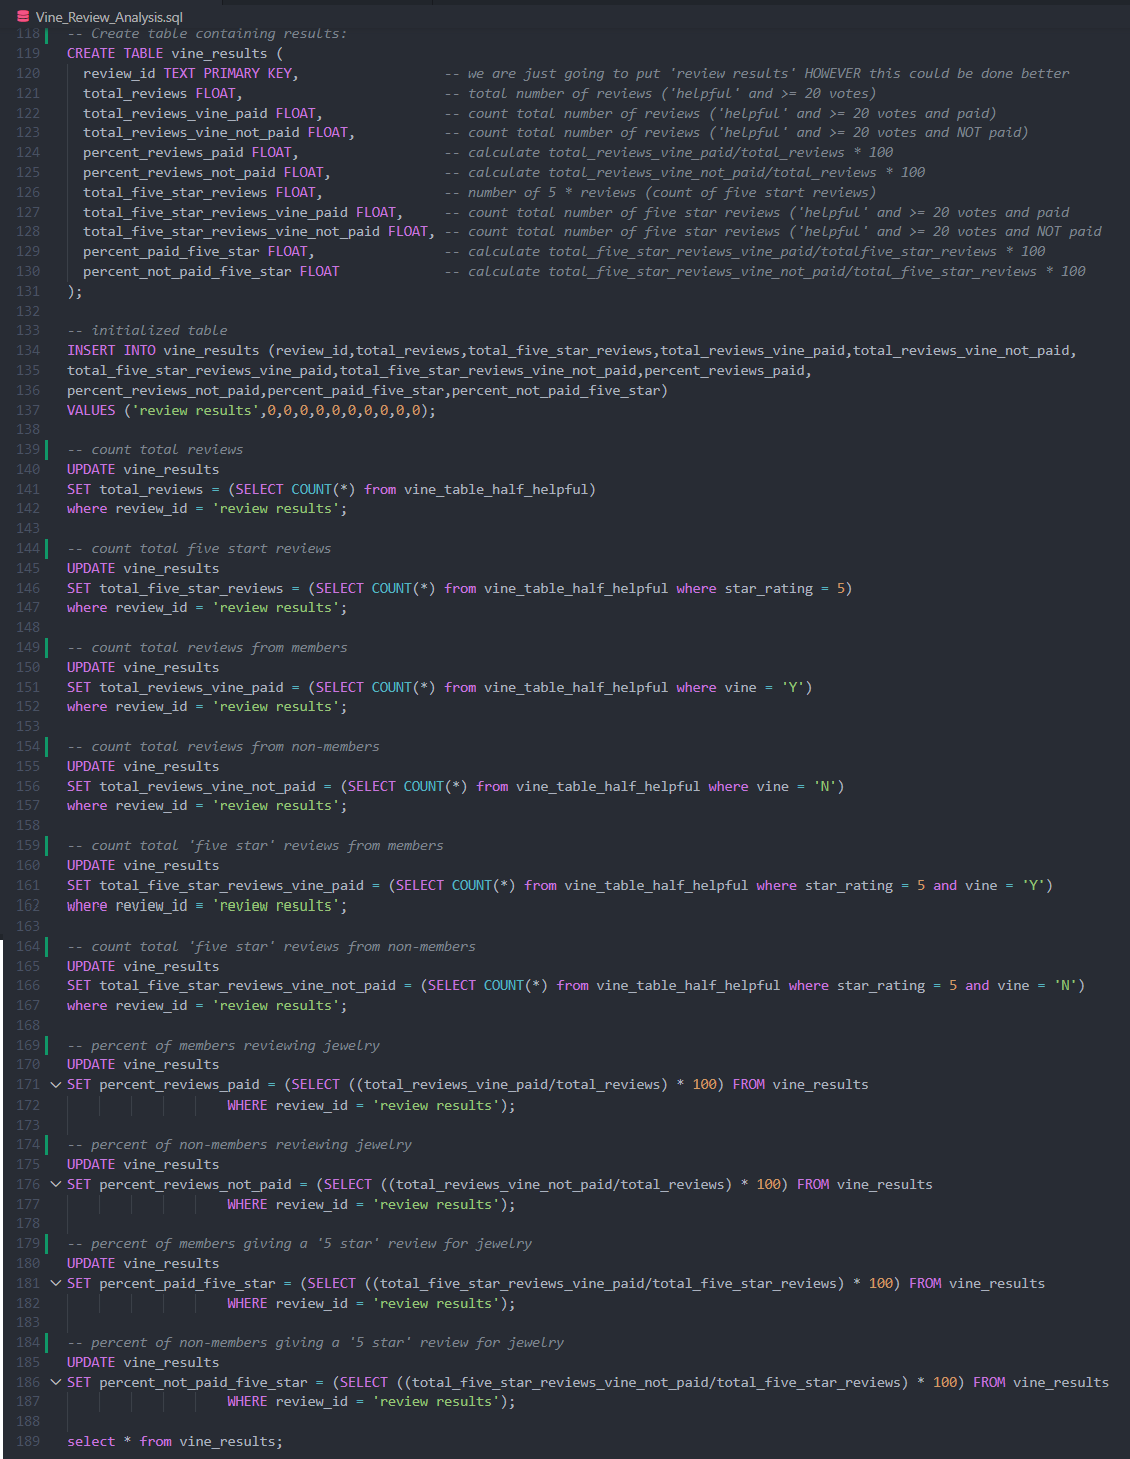 Vine_Review_Analysis.sql
118 -- Create table containing results:
119 CREATE TABLE vine_results (
120 review_id TEXT PRIMARY KEY, -- we are just going to put 'review results' HOWEVER this could be done better
121 total_reviews FLOAT, -- total number of reviews ('helpful' and >= 20 votes)
122 total_reviews_vine_paid FLOAT, -- count total number of reviews ('helpful' and >= 20 votes and paid)
123 total_reviews_vine_not_paid FLOAT, -- count total number of reviews ('helpful' and >= 20 votes and NOT paid)
124 percent_reviews_paid FLOAT, -- calculate total_reviews_vine_paid/total_reviews * 100
125 percent_reviews_not_paid FLOAT, -- calculate total_reviews_vine_not_paid/total_reviews * 100
126 total_five_star_reviews FLOAT, -- number of 5 * reviews (count of five start reviews)
127 total_five_star_reviews_vine_paid FLOAT, -- count total number of five star reviews ('helpful' and >= 20 votes and paid
128 total_five_star_reviews_vine_not_paid FLOAT, -- count total number of five star reviews ('helpful' and >= 20 votes and NOT paid
129 percent_paid_five_star FLOAT, -- calculate total_five_star_reviews_vine_paid/totalfive_star_reviews * 100
130 percent_not_paid_five_star FLOAT -- calculate total_five_star_reviews_vine_not_paid/total_five_star_reviews * 100
131 );
132
133 -- initialized table
134 INSERT INTO vine_results (review_id,total_reviews,total_five_star_reviews,total_reviews_vine_paid,total_reviews_vine_not_paid,
135 total_five_star_reviews_vine_paid,total_five_star_reviews_vine_not_paid,percent_reviews_paid,
136 percent_reviews_not_paid,percent_paid_five_star,percent_not_paid_five_star)
137 VALUES ('review results',0,0,0,0,0,0,0,0,0,0);
138
139 -- count total reviews
140 UPDATE vine_results
141 SET total_reviews = (SELECT COUNT(*) from vine_table_half_helpful)
142 where review_id = 'review results';
143
144 -- count total five start reviews
145 UPDATE vine_results
146 SET total_five_star_reviews = (SELECT COUNT(*) from vine_table_half_helpful where star_rating = 5)
147 where review_id = 'review results';
148
149 -- count total reviews from members
150 UPDATE vine_results
151 SET total_reviews_vine_paid = (SELECT COUNT(*) from vine_table_half_helpful where vine = 'Y')
152 where review_id = 'review results';
153
154 -- count total reviews from non-members
155 UPDATE vine_results
156 SET total_reviews_vine_not_paid = (SELECT COUNT(*) from vine_table_half_helpful where vine = 'N')
157 where review_id = 'review results';
158
159 -- count total 'five star' reviews from members
160 UPDATE vine_results
161 SET total_five_star_reviews_vine_paid = (SELECT COUNT(*) from vine_table_half_helpful where star_rating = 5 and vine = 'Y')
162 where review_id = 'review results';
163
164 -- count total 'five star' reviews from non-members
165 UPDATE vine_results
166 SET total_five_star_reviews_vine_not_paid = (SELECT COUNT(*) from vine_table_half_helpful where star_rating = 5 and vine = 'N')
167 where review_id = 'review results';
168
169 -- percent of members reviewing jewelry
170 UPDATE vine_results
171 SET percent_reviews_paid = (SELECT ((total_reviews_vine_paid/total_reviews) * 100) FROM vine_results
172 WHERE review_id = 'review results');
173
174 -- percent of non-members reviewing jewelry
175 UPDATE vine_results
176 SET percent_reviews_not_paid = (SELECT ((total_reviews_vine_not_paid/total_reviews) * 100) FROM vine_results
177 WHERE review_id = 'review results');
178
179 -- percent of members giving a '5 star' review for jewelry
180 UPDATE vine_results
181 SET percent_paid_five_star = (SELECT ((total_five_star_reviews_vine_paid/total_five_star_reviews) * 100) FROM vine_results
182 WHERE review_id = 'review results');
183
184 -- percent of non-members giving a '5 star' review for jewelry
185 UPDATE vine_results
186 SET percent_not_paid_five_star = (SELECT ((total_five_star_reviews_vine_not_paid/total_five_star_reviews) * 100) FROM vine_results
187 WHERE review_id = 'review results');
188
189 select * from vine_results;